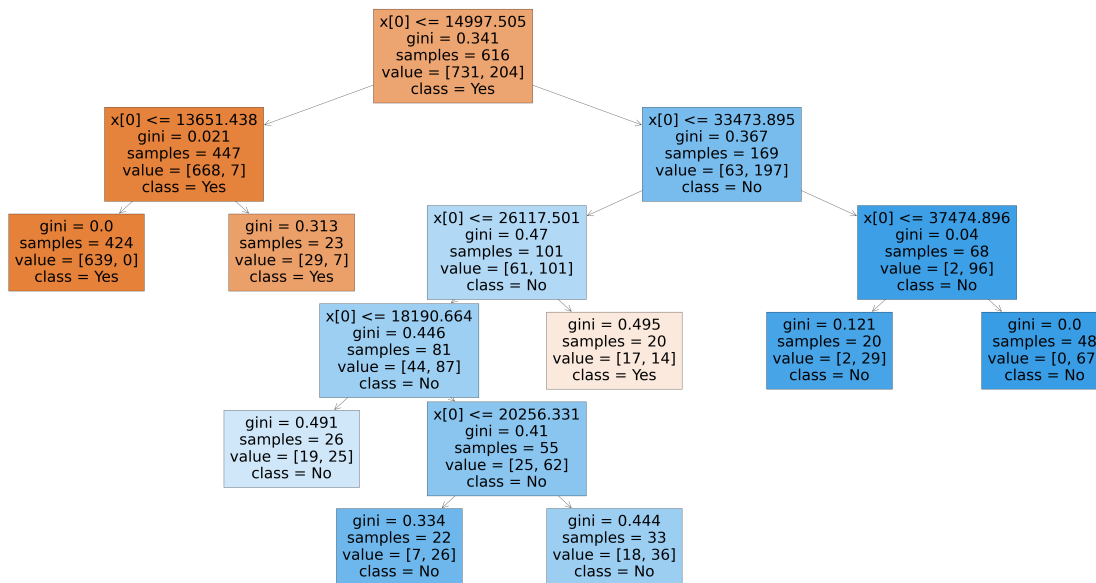 x[0] <= 14997.505
gini = 0.341
samples = 616
value = [731, 204]
class = Yes
x[0] <= 13651.438
gini = 0.021
samples = 447
value = [668, 7]
class = Yes
x[0] <= 33473.895
gini = 0.367
samples = 169
value = [63, 197]
class = No
gini = 0.0
samples = 424
value = [639, 0]
class = Yes
gini = 0.313
samples = 23
value = [29, 7]
class = Yes
x[0] <= 26117.501
gini = 0.47
samples = 101
value = [61, 101]
class = No
x[0] <= 37474.896
gini = 0.04
samples = 68
value = [2, 96]
class = No
x[0] <= 18190.664
gini = 0.446
samples = 81
value = [44, 87]
class = No
gini = 0.495
samples = 20
value = [17, 14]
class = Yes
gini = 0.121
samples = 20
value = [2, 29]
class = No
gini = 0.0
samples = 48
value = [0, 67
class = No
gini = 0.491
samples = 26
value = [19, 25]
class = No
x[0] <= 20256.331
gini = 0.41
samples = 55
value = [25, 62]
class = No
gini = 0.334
samples = 22
value = [7, 26]
class = No
gini = 0.444
samples = 33
value = [18, 36]
class = No